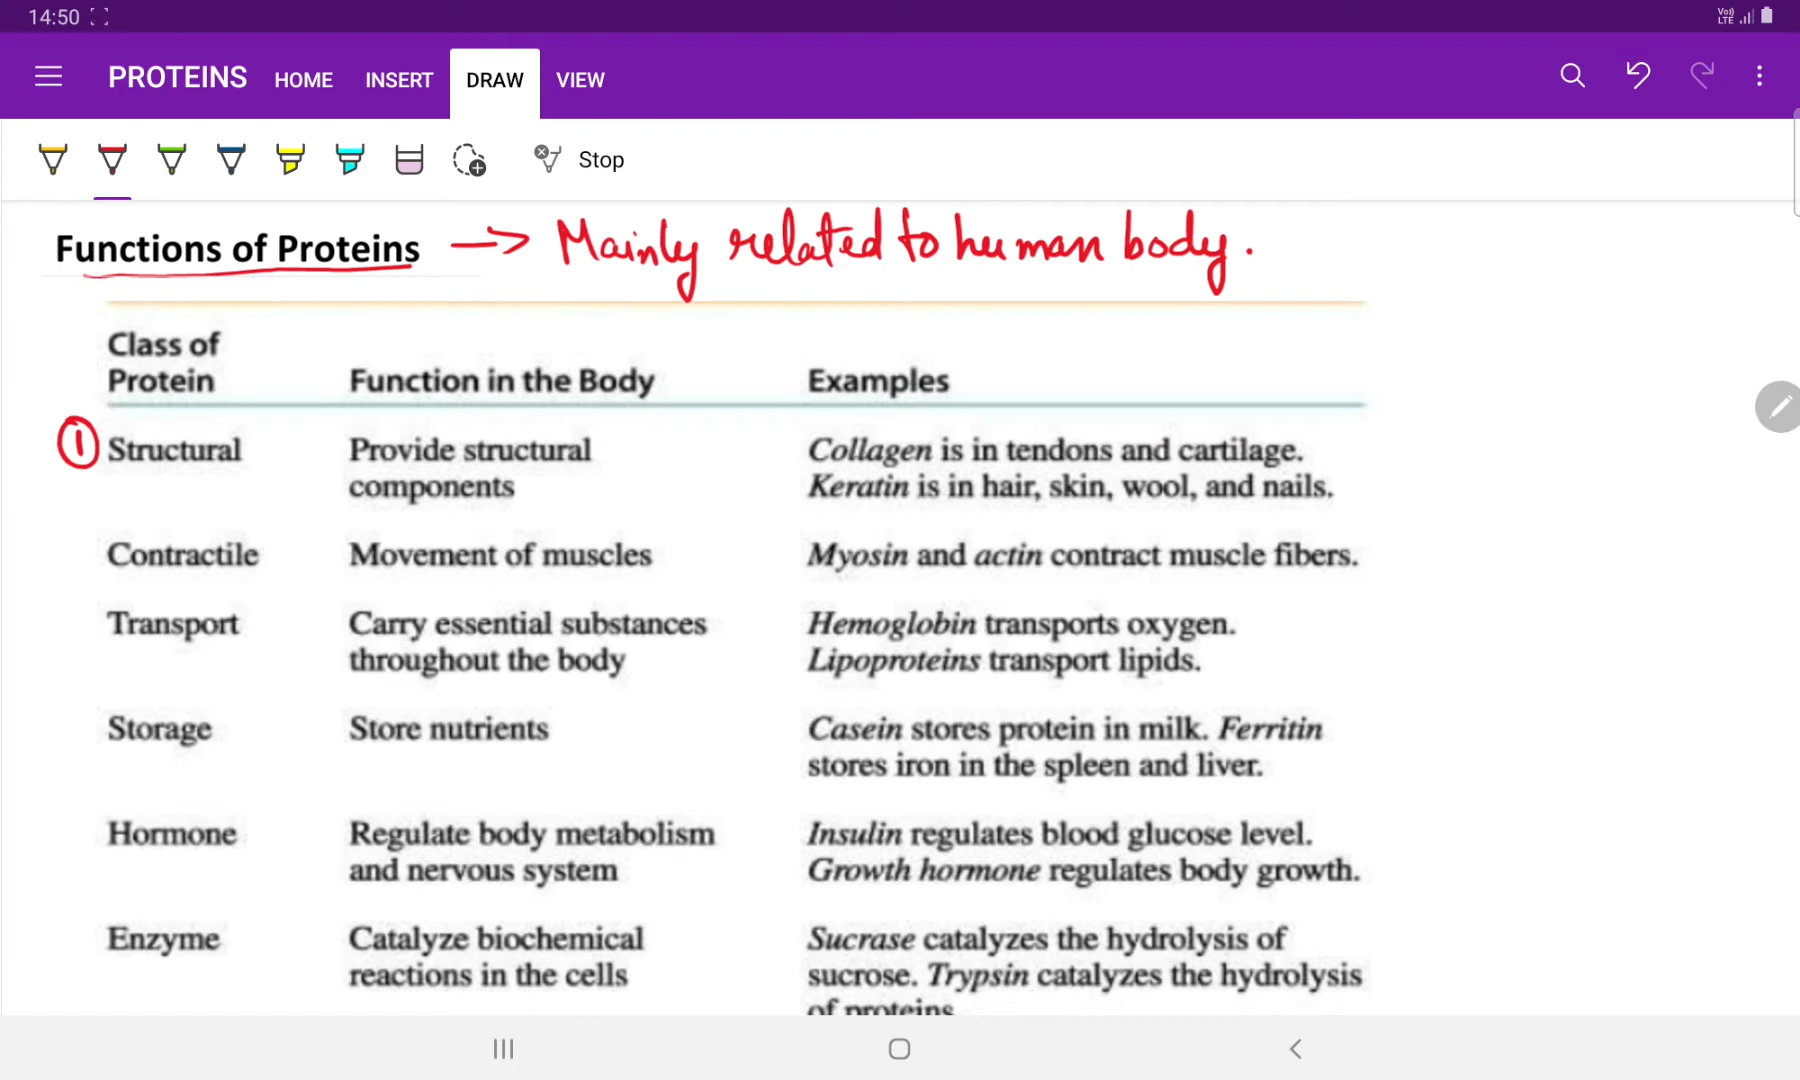 14:50
Vo)) LTE
PROTEINS HOME INSERT DRAW VIEW
Stop
Functions of Proteins → Mainly related to human body.
Class of Protein Function in the Body Examples
① Structural Provide structural components Collagen is in tendons and cartilage.
Keratin is in hair, skin, wool, and nails.
Contractile Movement of muscles Myosin and actin contract muscle fibers.
Transport Carry essential substances throughout the body Hemoglobin transports oxygen.
Lipoproteins transport lipids.
Storage Store nutrients Casein stores protein in milk. Ferritin
stores iron in the spleen and liver.
Hormone Regulate body metabolism and nervous system Insulin regulates blood glucose level.
Growth hormone regulates body growth.
Enzyme Catalyze biochemical reactions in the cells Sucrase catalyzes the hydrolysis of
sucrose. Trypsin catalyzes the hydrolysis
of proteins.